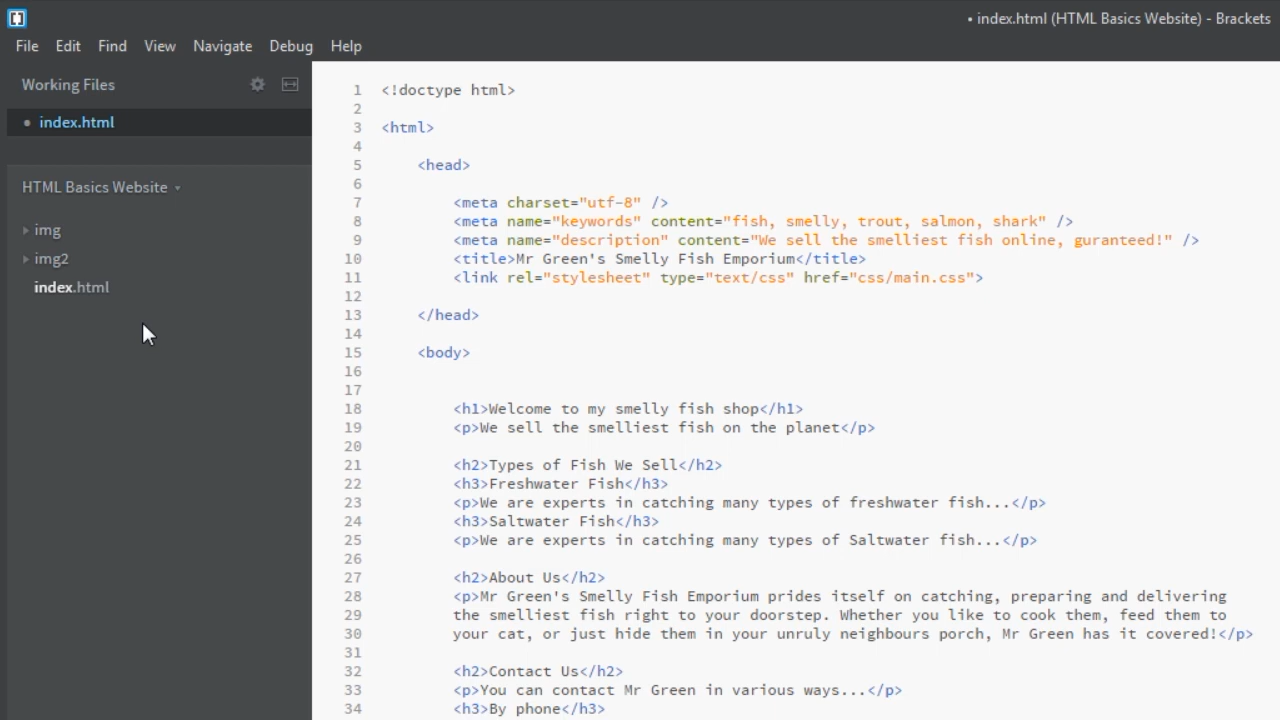 • index.html (HTML Basics Website) - Brackets
File Edit Find View Navigate Debug Help
Working Files
• index.html
HTML Basics Website
img
img2
index.html
1 <!doctype html>
2
3 <html>
4
5 <head>
6
7 <meta charset="utf-8" />
8 <meta name="keywords" content="fish, smelly, trout, salmon, shark" />
9 <meta name="description" content="We sell the smelliest fish online, guranteed!" />
10 <title>Mr Green's Smelly Fish Emporium</title>
11 <link rel="stylesheet" type="text/css" href="css/main.css">
12
13 </head>
14
15 <body>
16
17
18 <h1>Welcome to my smelly fish shop</h1>
19 <p>We sell the smelliest fish on the planet</p>
20
21 <h2>Types of Fish We Sell</h2>
22 <h3>Freshwater Fish</h3>
23 <p>We are experts in catching many types of freshwater fish...</p>
24 <h3>Saltwater Fish</h3>
25 <p>We are experts in catching many types of Saltwater fish...</p>
26
27 <h2>About Us</h2>
28 <p>Mr Green's Smelly Fish Emporium prides itself on catching, preparing and delivering
29 the smelliest fish right to your doorstep. Whether you like to cook them, feed them to
30 your cat, or just hide them in your unruly neighbours porch, Mr Green has it covered!</p>
31
32 <h2>Contact Us</h2>
33 <p>You can contact Mr Green in various ways...</p>
34 <h3>By phone</h3>